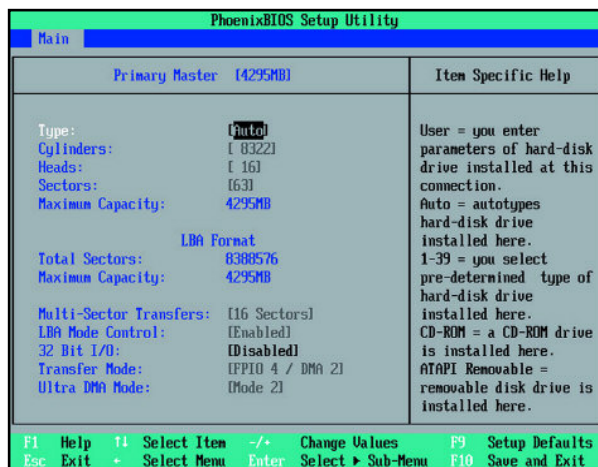 PhoenixBIOS Setup Utility
Main
Primary Master [4295MB]
Item Specific Help
Type: [Auto]
Cylinders: [ 8322]
Heads: [ 16]
Sectors: [63]
Maximum Capacity: 4295MB
LBA Format
Total Sectors: 8388576
Maximum Capacity: 4295MB
Multi-Sector Transfers: [16 Sectors]
LBA Mode Control: [Enabled]
32 Bit I/O: [Disabled]
Transfer Mode: [FPIO 4 / DMA 2]
Ultra DMA Mode: [Mode 2]
User = you enter
parameters of hard-disk
drive installed at this
connection.
Auto = autotypes
hard-disk drive
installed here.
1-39 = you select
pre-determined type of
hard-disk drive
installed here.
CD-ROM = a CD-ROM drive
is installed here.
ATAPI Removable =
removable disk drive is
installed here.
F1 Help ↑↓ Select Item -/+ Change Values F9 Setup Defaults
Esc Exit ← Select Menu Enter Select ▶ Sub-Menu F10 Save and Exit